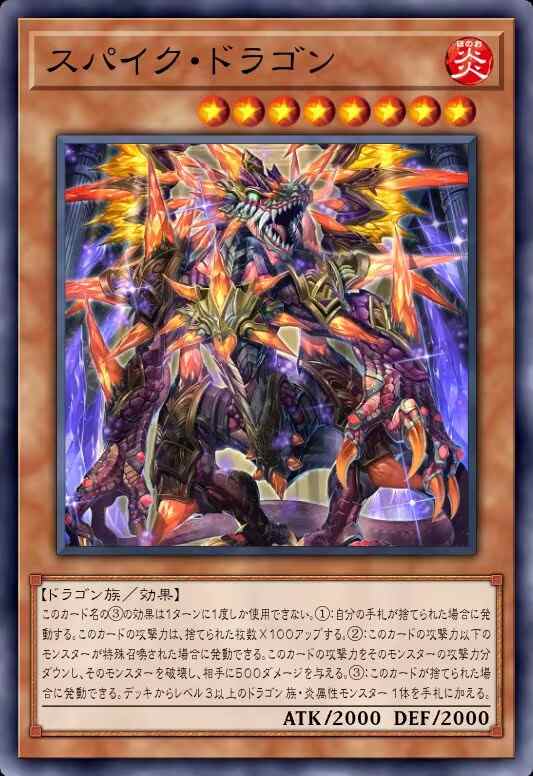 スパイク・ドラゴン
ほのお
炎
【ドラゴン族／効果】
このカード名の③の効果は1ターンに1度しか使用できない。①:自分の手札が捨てられた場合に発
動する。このカードの攻撃力は、捨てられた枚数×100アップする。②:このカードの攻撃力以下の
モンスターが特殊召喚された場合に発動できる。このカードの攻撃力をそのモンスターの攻撃力分
ダウンし、そのモンスターを破壊し、相手に500ダメージを与える。③:このカードが捨てられた場
合に発動できる。デッキからレベル3以上のドラゴン族・炎属性モンスター1体を手札に加える。
ATK/2000 DEF/2000